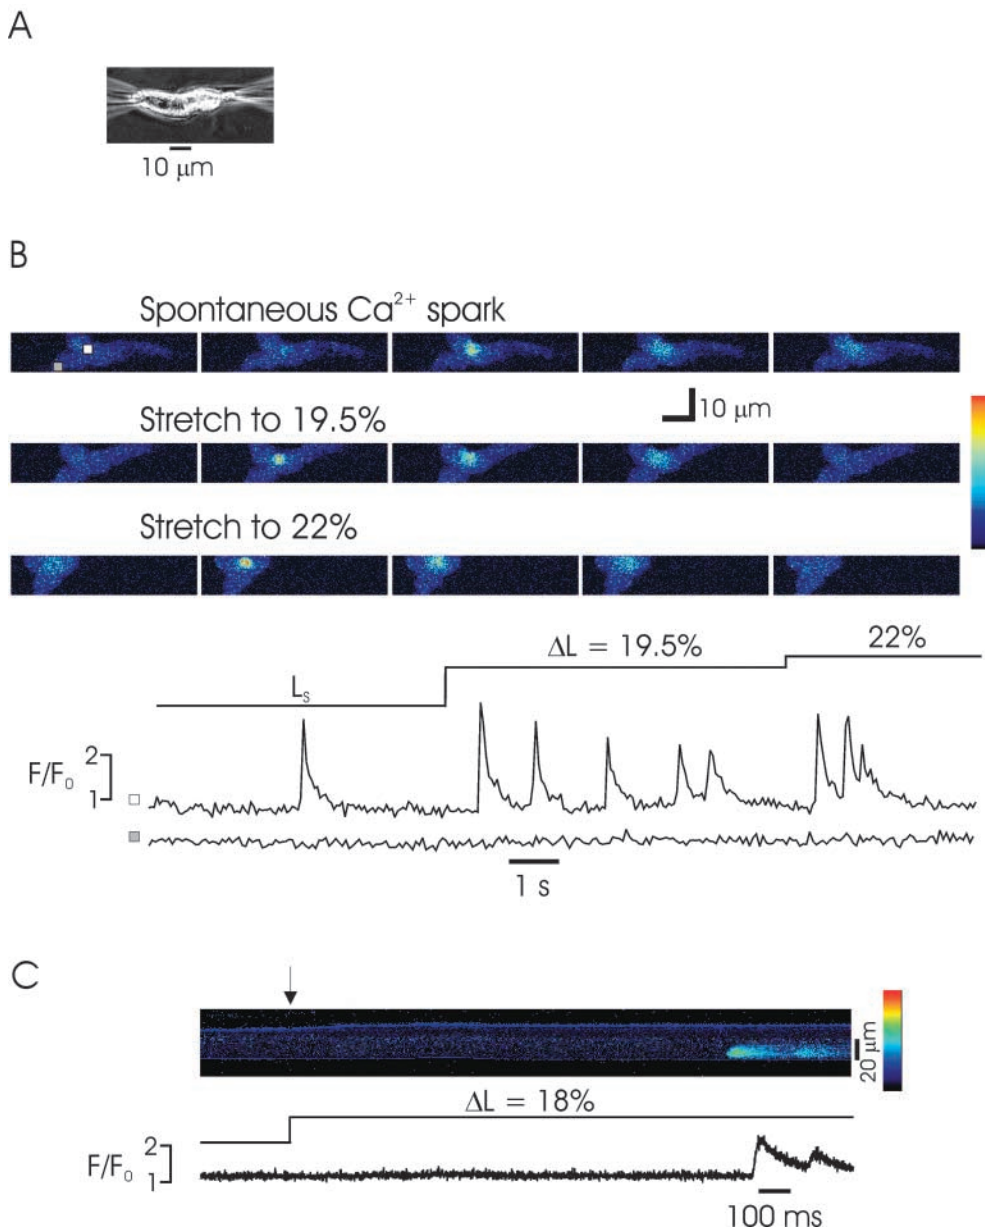 A
10 μm
B
Spontaneous Ca²⁺ spark
10 μm
Stretch to 19.5%
Stretch to 22%
ΔL = 19.5%
22%
Lₛ
F/F₀
2
1
1 s
C
20 μm
ΔL = 18%
F/F₀
2
1
100 ms